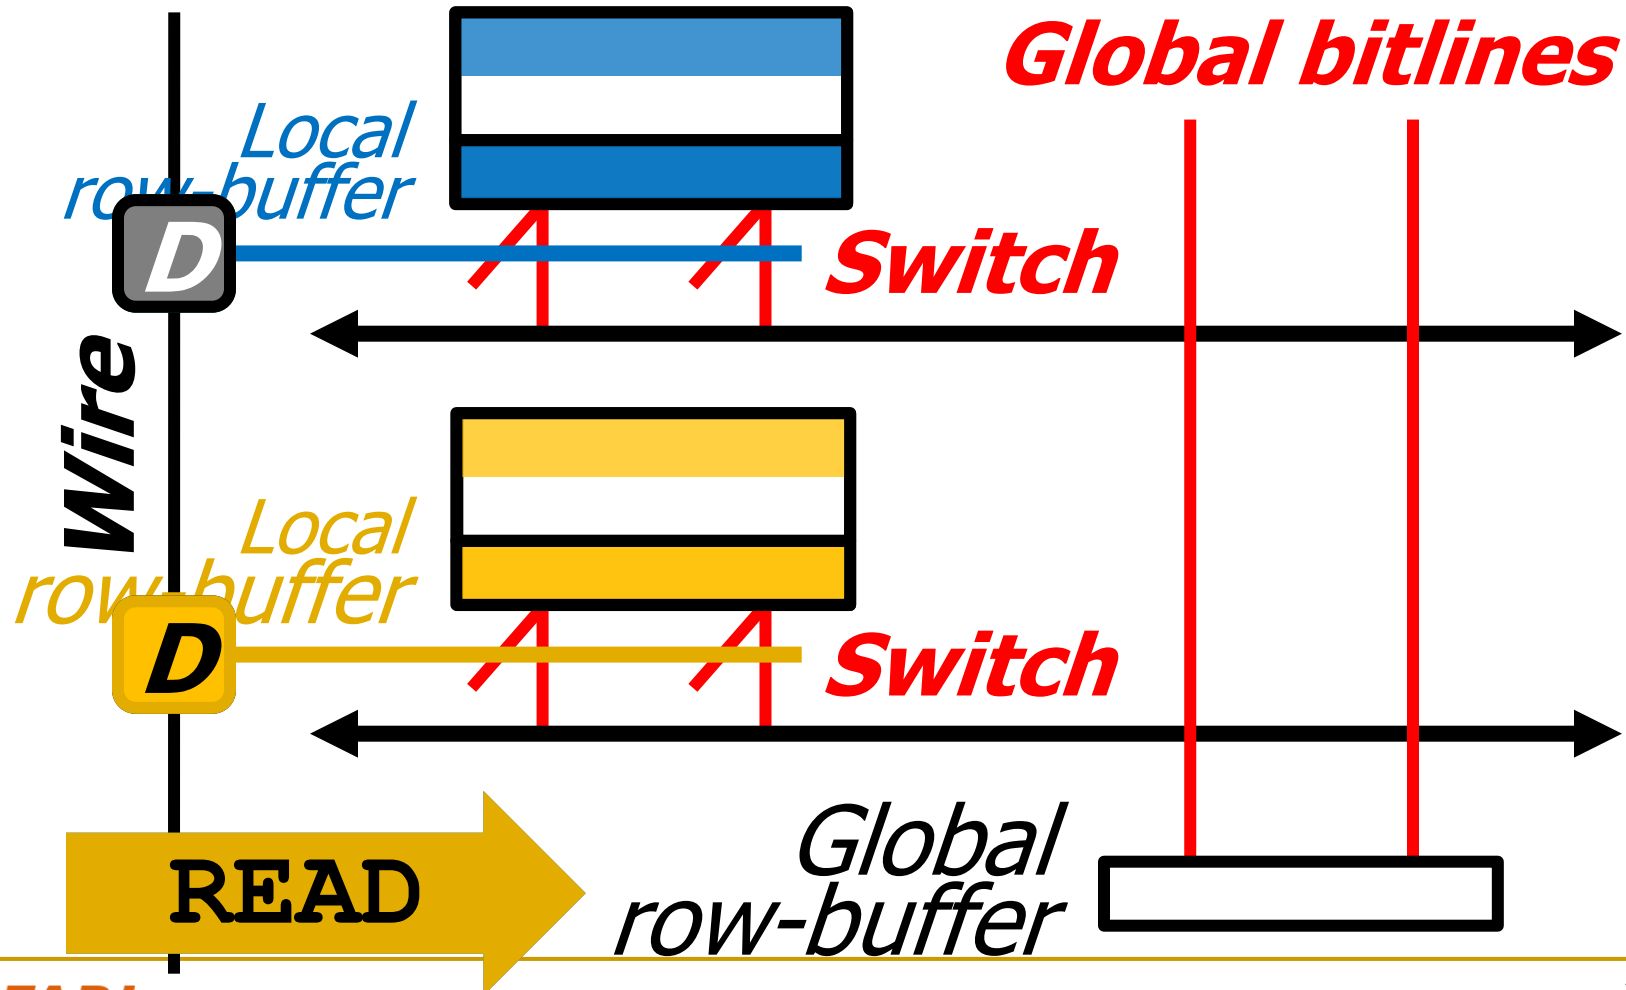 Global bitlines
Local
row-buffer
D
Switch
Wire
Local
row-buffer
D
Switch
READ
Global
row-buffer